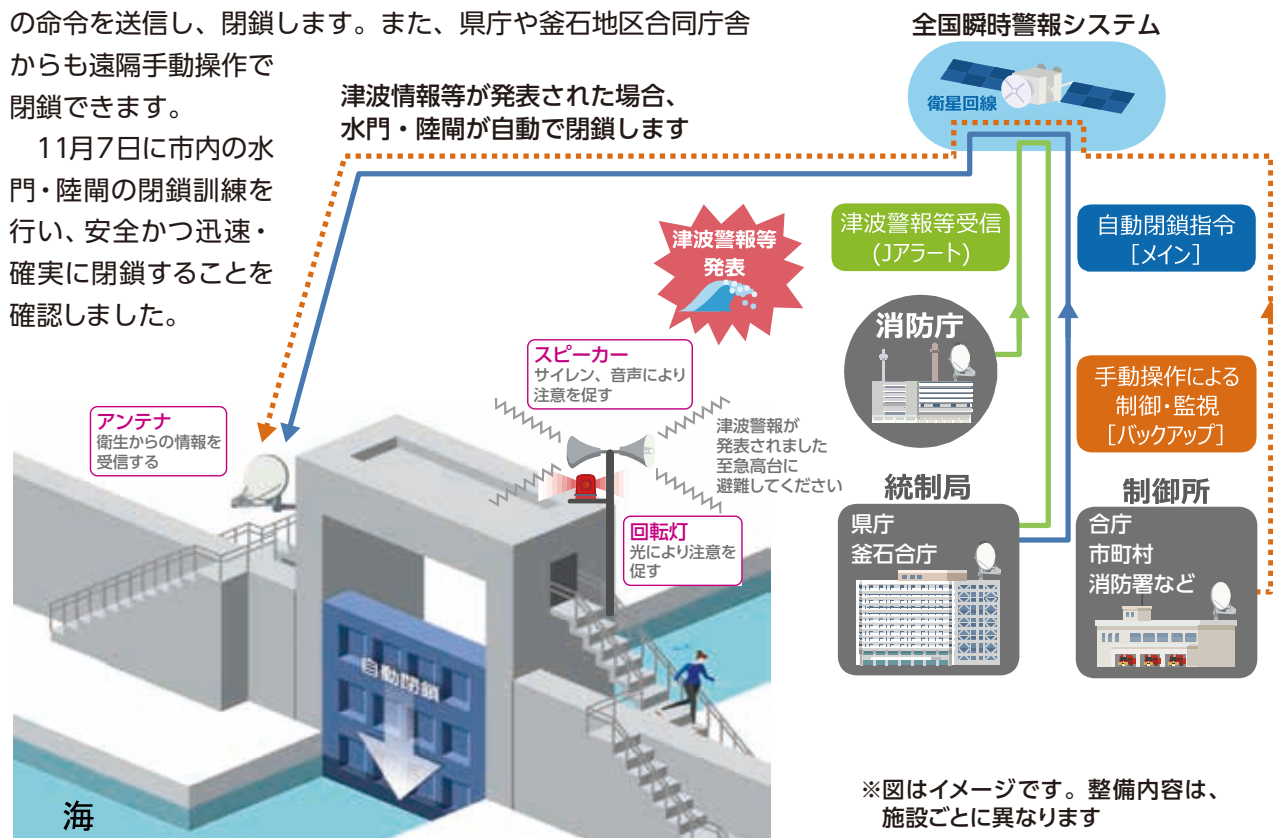 の命令を送信し、閉鎖します。また、県庁や釜石地区合同庁舎
からも遠隔手動操作で
閉鎖できます。
　11月7日に市内の水
門・陸閘の閉鎖訓練を
行い、安全かつ迅速・
確実に閉鎖することを
確認しました。
津波情報等が発表された場合、
水門・陸閘が自動で閉鎖します
全国瞬時警報システム
衛星回線
津波警報等
発表
津波警報等受信
(Jアラート)
自動閉鎖指令
[メイン]
消防庁
手動操作による
制御・監視
[バックアップ]
スピーカー
サイレン、音声により
注意を促す
アンテナ
衛生からの情報を
受信する
津波警報が
発表されました
至急高台に
避難してください
回転灯
光により注意を
促す
統制局
県庁
釜石合庁
制御所
合庁
市町村
消防署など
自動閉鎖
海
※図はイメージです。整備内容は、
施設ごとに異なります